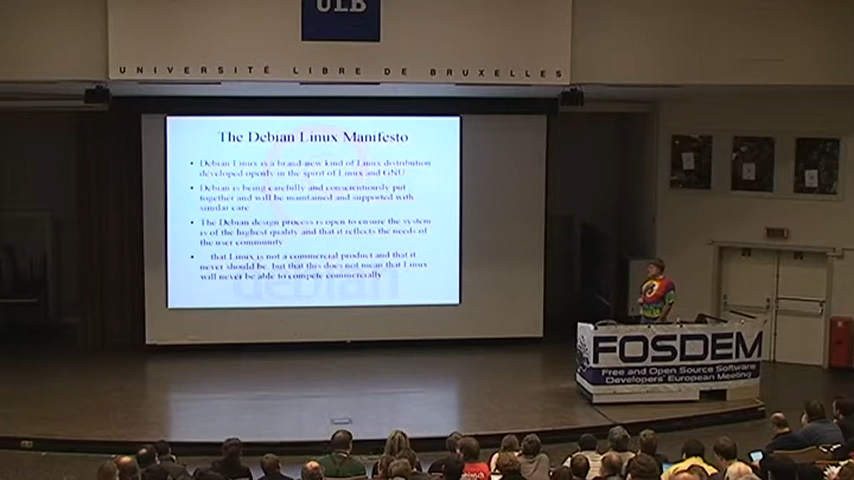 ULB
UNIVERSITÉ LIBRE DE BRUXELLES
The Debian Linux Manifesto
• Debian Linux is a brand-new kind of Linux distribution
developed openly in the spirit of Linux and GNU
• Debian is being carefully and conscientiously put
together and will be maintained and supported with
similar care
• The Debian design process is open to ensure the system
is of the highest quality and that it reflects the needs of
the user community
• that Linux is not a commercial product and that it
never should be, but that this does not mean that Linux
will never be able to compete commercially
debian
FOSDEM
Free and Open Source Software
Developers' European Meeting